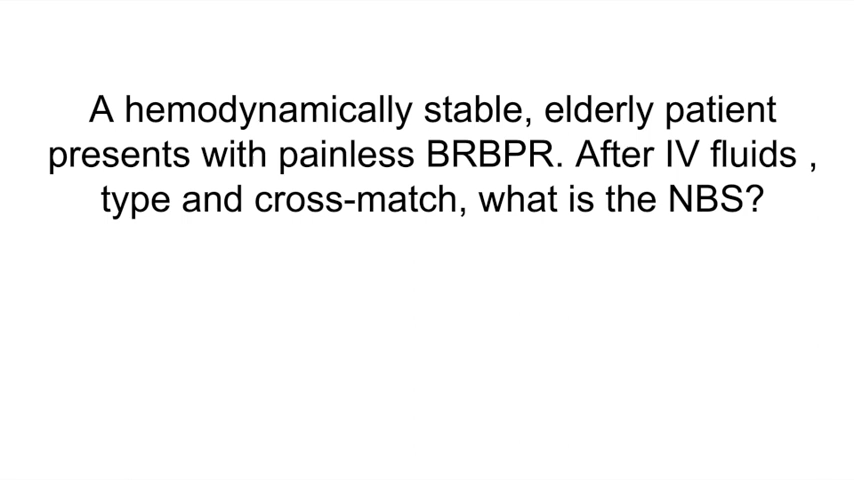 A hemodynamically stable, elderly patient
presents with painless BRBPR. After IV fluids ,
type and cross-match, what is the NBS?